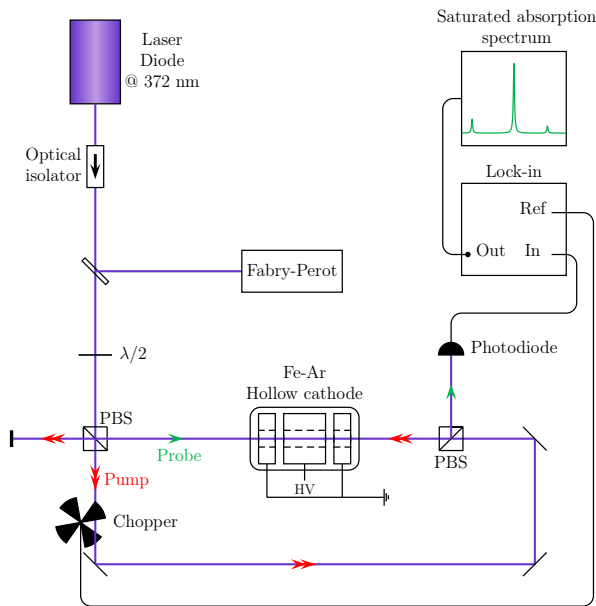 Saturated absorption
spectrum
Laser
Diode
@ 372 nm
Optical
isolator
Lock-in
Ref
Out
In
Fabry-Perot
λ/2
Photodiode
Fe-Ar
Hollow cathode
PBS
Probe
PBS
Pump
HV
Chopper